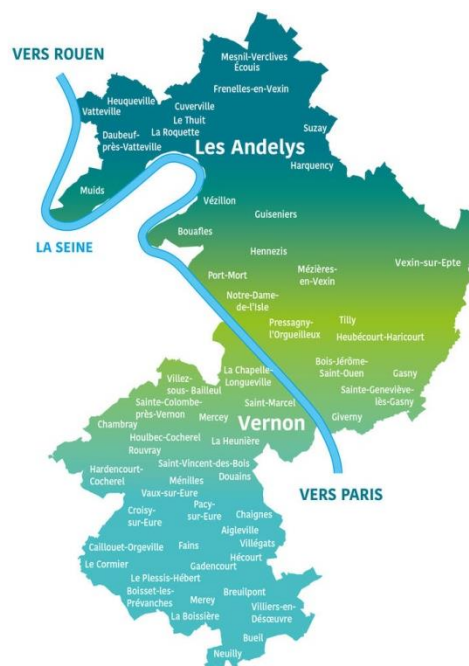 VERS ROUEN
Mesnil-Verclives
Écouis
Heuqueville
Vatteville
Cuverville
Frenelles-en-Vexin
Le Thuit
La Roquette
Suzay
Daubeuf-
près-Vatteville
Les Andelys
Harquency
Muids
Vézillon
Guiseniers
Bouafles
LA SEINE
Hennezis
Vexin-sur-Epte
Port-Mort
Mézières-
en-Vexin
Notre-Dame-
de-l'Isle
Pressagny-
l'Orgueilleux
Tilly
Heubécourt-Haricourt
Bois-Jérôme-
Saint-Ouen
La Chapelle-
Longueville
Gasny
Villez-
sous- Bailleul
Sainte-Geneviève-
lès-Gasny
Sainte-Colombe-
près-Vernon
Saint-Marcel
Mercey
Giverny
Chambray
Vernon
Houlbec-Cocherel
La Heunière
Rouvray
Saint-Vincent-des-Bois
Hardencourt-
Cocherel
Douains
Ménilles
VERS PARIS
Vaux-sur-Eure
Croisy-
sur-Eure
Pacy-
sur-Eure
Chaignes
Aigleville
Caillouet-Orgeville
Fains
Villégats
Hécourt
Le Cormier
Gadencourt
Le Plessis-Hébert
Boisset-les-
Prévanches
Breuilpont
Merey
Villiers-en-
Désœuvre
La Boissière
Bueil
Neuilly